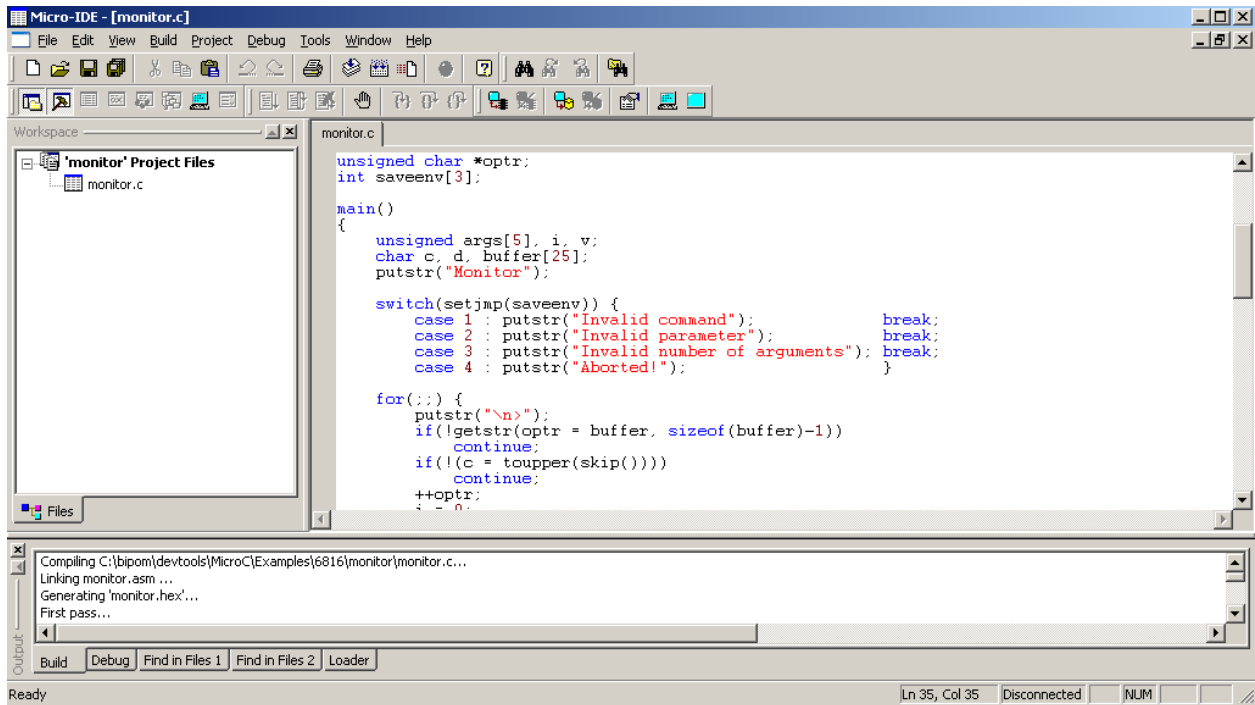 Micro-IDE - [monitor.c]
File Edit View Build Project Debug Tools Window Help
Workspace
monitor.c
'monitor' Project Files
monitor.c
Files
unsigned char *optr;
int saveenv[3];
main()
{
unsigned args[5], i, v;
char c, d, buffer[25];
putstr("Monitor");
switch(setjmp(saveenv)) {
case 1 : putstr("Invalid command"); break;
case 2 : putstr("Invalid parameter"); break;
case 3 : putstr("Invalid number of arguments"); break;
case 4 : putstr("Aborted!"); }
for(;;) {
putstr("\n>");
if(!getstr(optr = buffer, sizeof(buffer)-1))
continue;
if(!(c = toupper(skip())))
continue;
++optr;
i = 0;
Compiling C:\bipom\devtools\MicroC\Examples\6816\monitor\monitor.c...
Linking monitor.asm ...
Generating 'monitor.hex'...
First pass...
Output
Build Debug Find in Files 1 Find in Files 2 Loader
Ready Ln 35, Col 35 Disconnected NUM